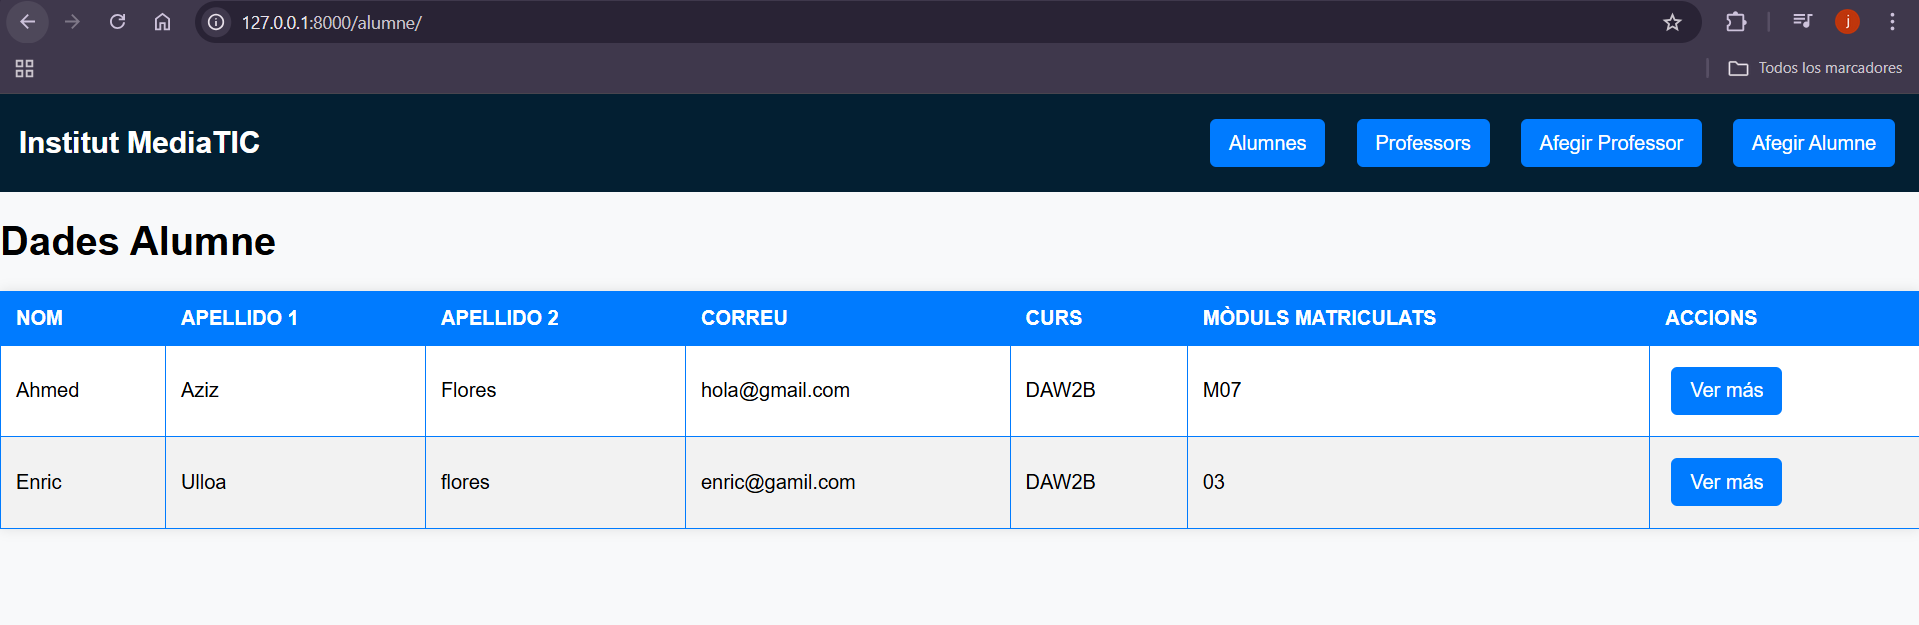 127.0.0.1:8000/alumne/
j
Todos los marcadores
Institut MediaTIC
Alumnes Professors Afegir Professor Afegir Alumne
Dades Alumne
NOM APELLIDO 1 APELLIDO 2 CORREU CURS MÒDULS MATRICULATS ACCIONS
Ahmed Aziz Flores hola@gmail.com DAW2B M07 Ver más
Enric Ulloa flores enric@gamil.com DAW2B 03 Ver más